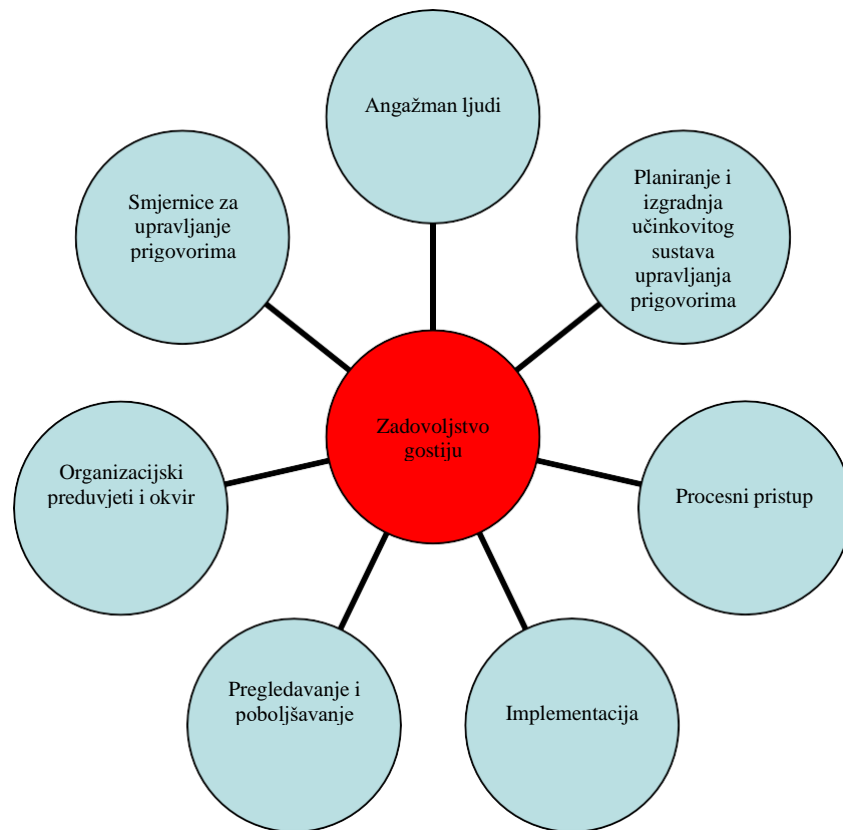 Angažman ljudi
Planiranje i
izgradnja
učinkovitog
sustava
upravljanja
prigovorima
Procesni pristup
Implementacija
Pregledavanje i
poboljšavanje
Organizacijski
preduvjeti i okvir
Smjernice za
upravljanje
prigovorima
Zadovoljstvo
gostiju